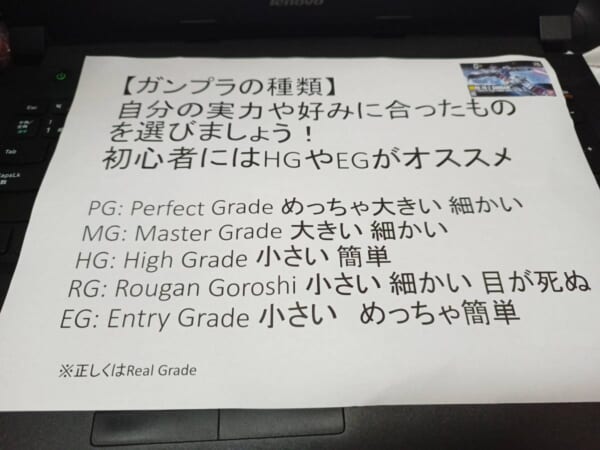 lenovo
【ガンプラの種類】
自分の実力や好みに合ったもの
を選びましょう！
初心者にはHGやEGがオススメ
PG: Perfect Grade めっちゃ大きい 細かい
MG: Master Grade 大きい 細かい
HG: High Grade 小さい 簡単
RG: Rougan Goroshi 小さい 細かい 目が死ぬ
EG: Entry Grade 小さい　めっちゃ簡単
※正しくはReal Grade
Esc
Tab
CapsLk